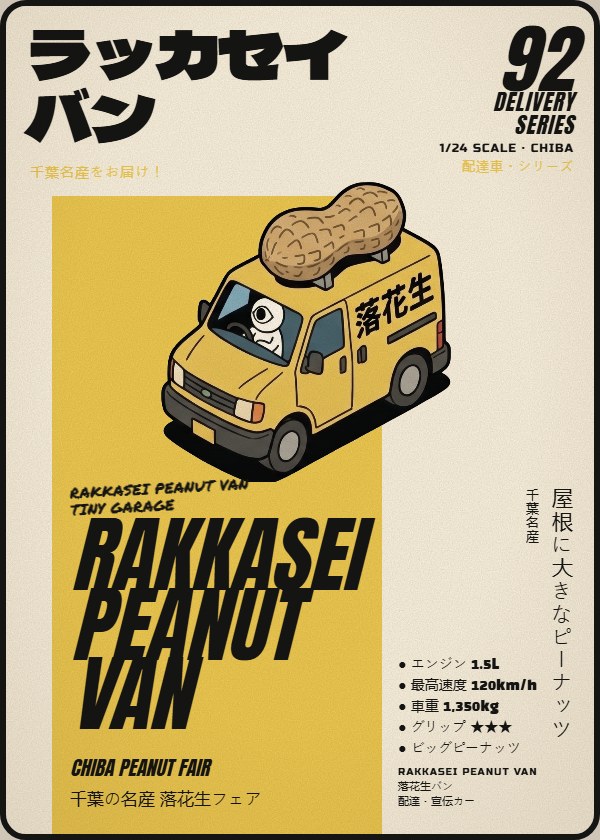 ラッカセイ
バン
千葉名産をお届け！
92
DELIVERY
SERIES
1/24 SCALE · CHIBA
配達車・シリーズ
落花生
RAKKASEI PEANUT VAN
TINY GARAGE
RAKKASEI
PEANUT
VAN
CHIBA PEANUT FAIR
千葉の名産 落花生フェア
屋根に大きなピーナッツ
千葉名産
● エンジン 1.5L
● 最高速度 120km/h
● 車重 1,350kg
● グリップ ★★★
● ビッグピーナッツ
RAKKASEI PEANUT VAN
落花生バン
配達・宣伝カー